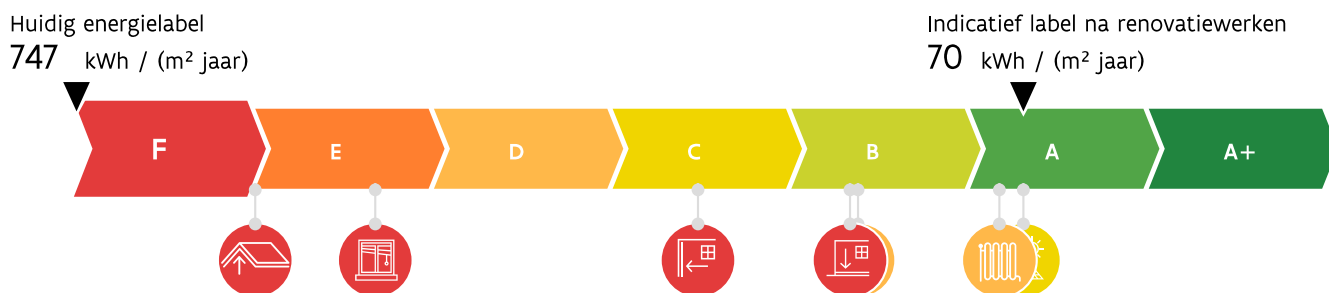 Huidig energielabel
747 kWh / (m² jaar)
Indicatief label na renovatiewerken
70 kWh / (m² jaar)
F E D C B A A+